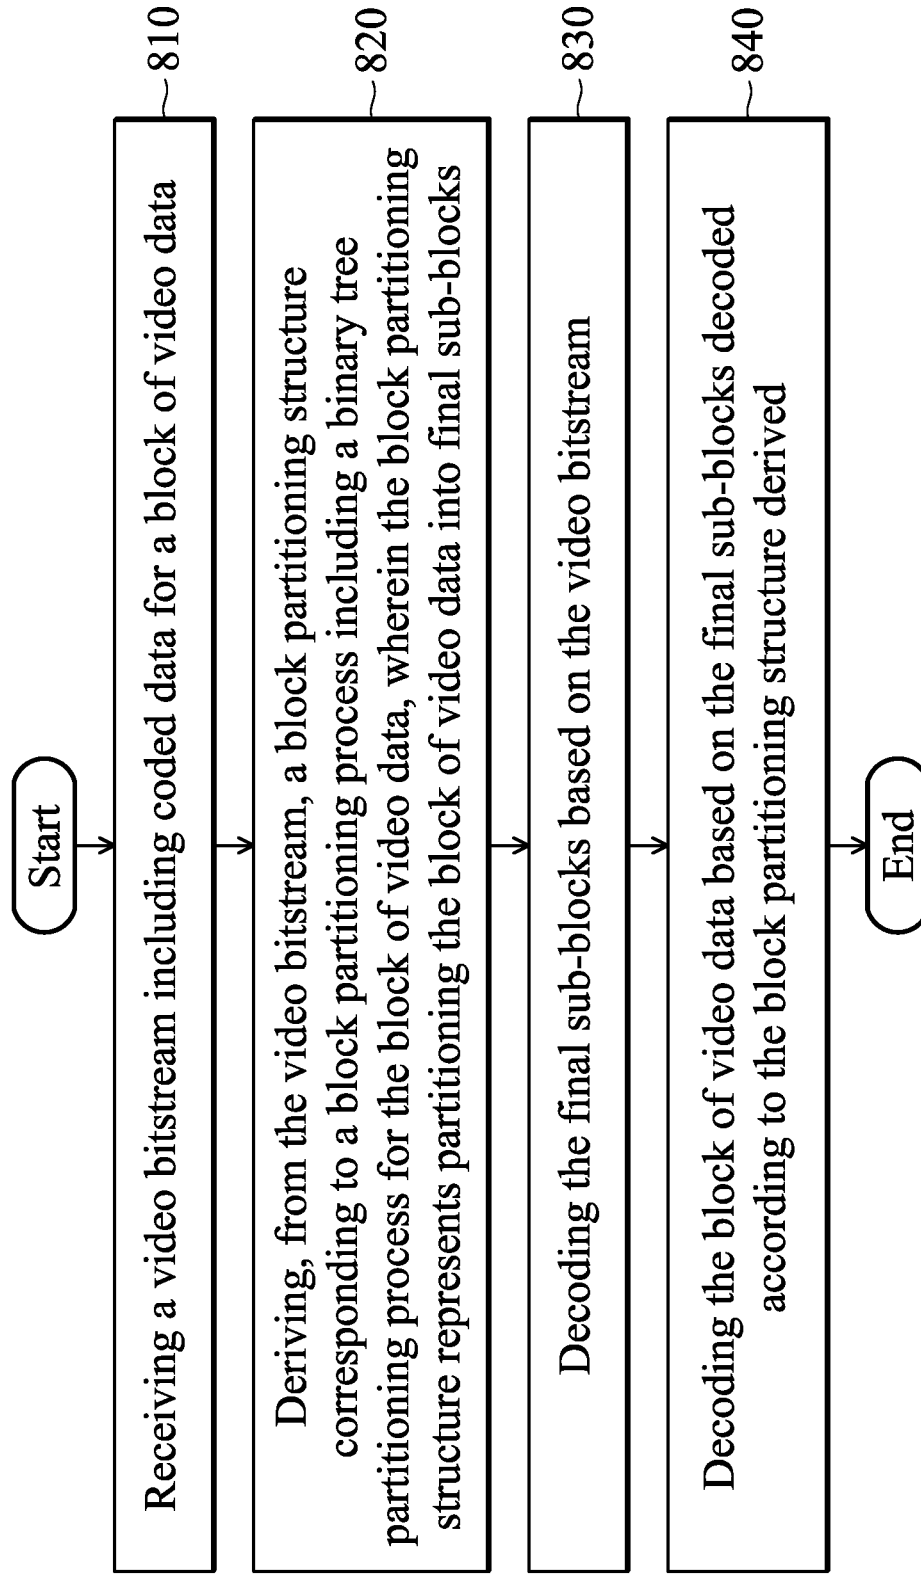 Start
Receiving a video bitstream including coded data for a block of video data
810
Deriving, from the video bitstream, a block partitioning structure
corresponding to a block partitioning process including a binary tree
partitioning process for the block of video data, wherein the block partitioning
structure represents partitioning the block of video data into final sub-blocks
820
Decoding the final sub-blocks based on the video bitstream
830
Decoding the block of video data based on the final sub-blocks decoded
according to the block partitioning structure derived
840
End